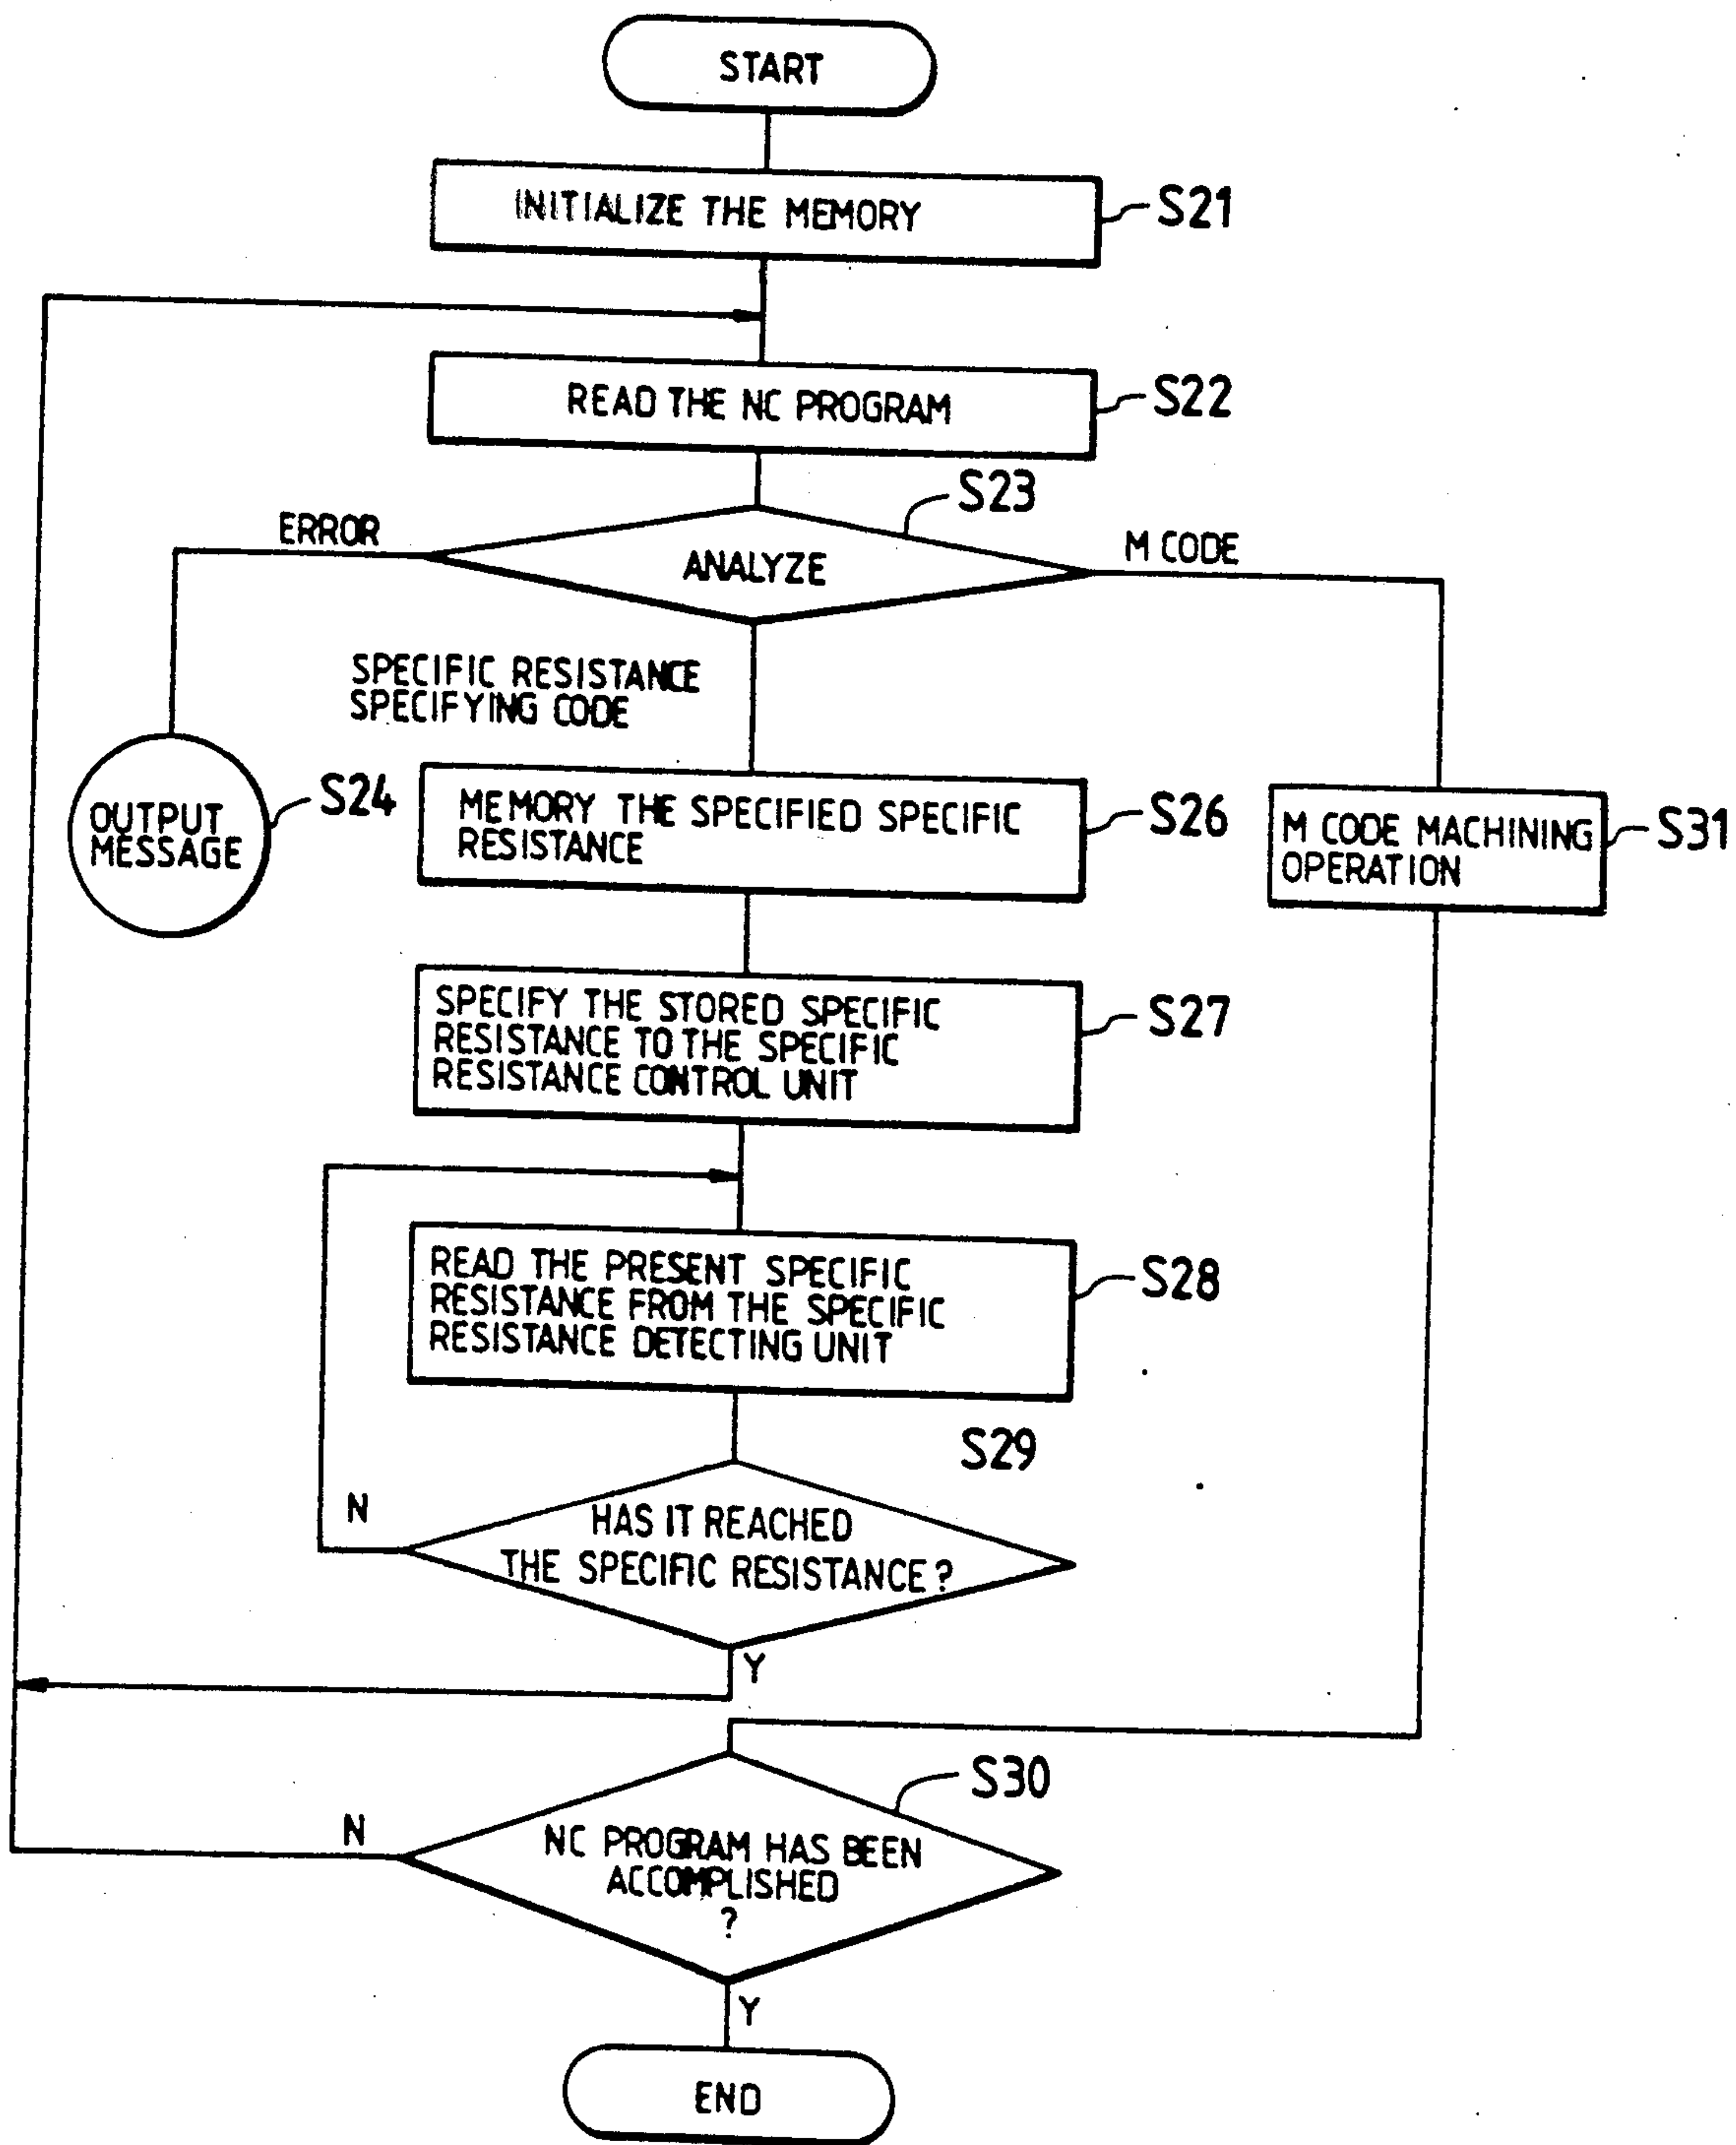 START
INITIALIZE THE MEMORY
S21
READ THE NC PROGRAM
S22
S23
ERROR
ANALYZE
M CODE
SPECIFIC RESISTANCE
SPECIFYING CODE
OUTPUT
MESSAGE
S24
MEMORY THE SPECIFIED SPECIFIC
RESISTANCE
S26
M CODE MACHINING
OPERATION
S31
SPECIFY THE STORED SPECIFIC
RESISTANCE TO THE SPECIFIC
RESISTANCE CONTROL UNIT
S27
READ THE PRESENT SPECIFIC
RESISTANCE FROM THE SPECIFIC
RESISTANCE DETECTING UNIT
S28
S29
N
HAS IT REACHED
THE SPECIFIC RESISTANCE?
Y
S30
N
NC PROGRAM HAS BEEN
ACCOMPLISHED
?
Y
END